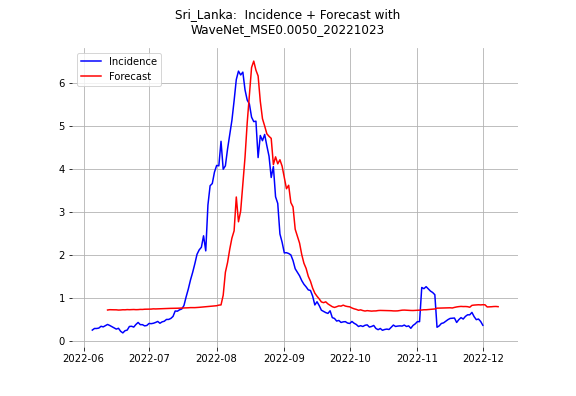 Sri_Lanka:  Incidence + Forecast with
WaveNet_MSE0.0050_20221023
Incidence
Forecast
6
5
4
3
2
1
0
2022-06 2022-07 2022-08 2022-09 2022-10 2022-11 2022-12